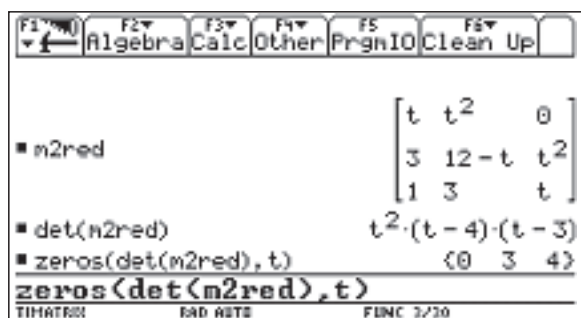 F1 F2 Algebra F3 Calc F4 Other F5 PrgmIO F6 Clean Up
t t² 0
▪ m2red 3 12 - t t²
1 3 t
▪ det(m2red) t²·(t - 4)·(t - 3)
▪ zeros(det(m2red),t) {0 3 4}
zeros(det(m2red),t)
TIMATRIX RAD AUTO FUNC 3/30